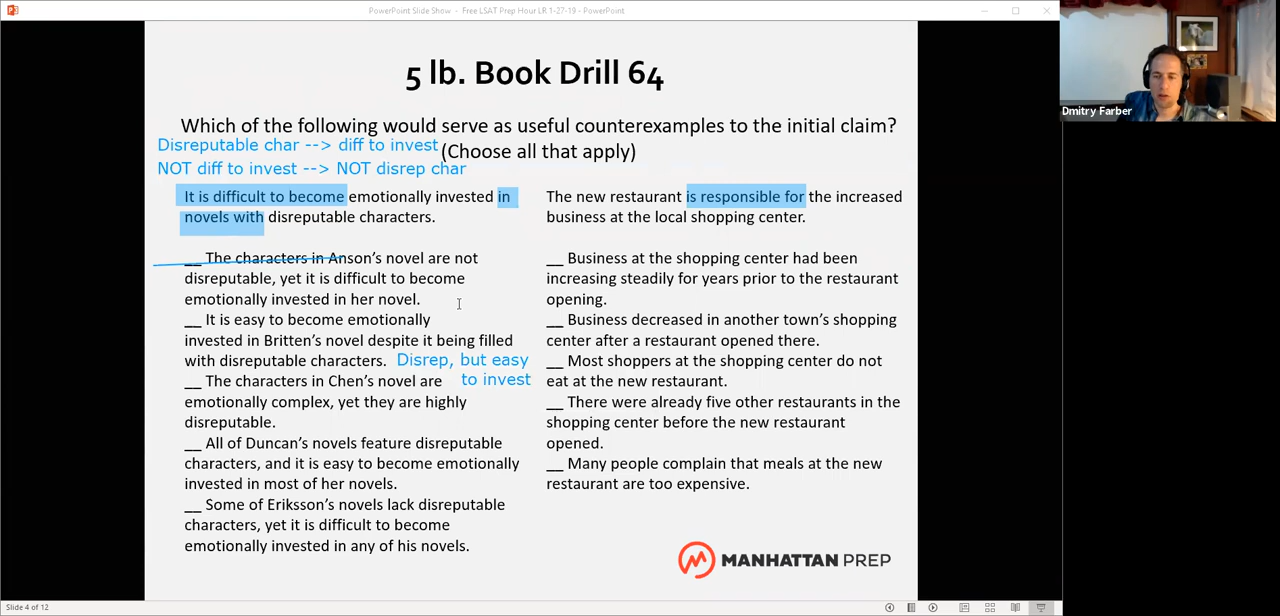 PowerPoint Slide Show - Free LSAT Prep Hour LR 1-27-19 - PowerPoint
5 lb. Book Drill 64
Which of the following would serve as useful counterexamples to the initial claim?
(Choose all that apply)
Disreputable char --> diff to invest
NOT diff to invest --> NOT disrep char
It is difficult to become emotionally invested in
novels with disreputable characters.
__ The characters in Anson's novel are not
disreputable, yet it is difficult to become
emotionally invested in her novel.
__ It is easy to become emotionally
invested in Britten's novel despite it being filled
with disreputable characters.
Disrep, but easy
to invest
__ The characters in Chen's novel are
emotionally complex, yet they are highly
disreputable.
__ All of Duncan's novels feature disreputable
characters, and it is easy to become emotionally
invested in most of her novels.
__ Some of Eriksson's novels lack disreputable
characters, yet it is difficult to become
emotionally invested in any of his novels.
The new restaurant is responsible for the increased
business at the local shopping center.
__ Business at the shopping center had been
increasing steadily for years prior to the restaurant
opening.
__ Business decreased in another town's shopping
center after a restaurant opened there.
__ Most shoppers at the shopping center do not
eat at the new restaurant.
__ There were already five other restaurants in the
shopping center before the new restaurant
opened.
__ Many people complain that meals at the new
restaurant are too expensive.
MANHATTAN PREP
Dmitry Farber
Slide 4 of 12